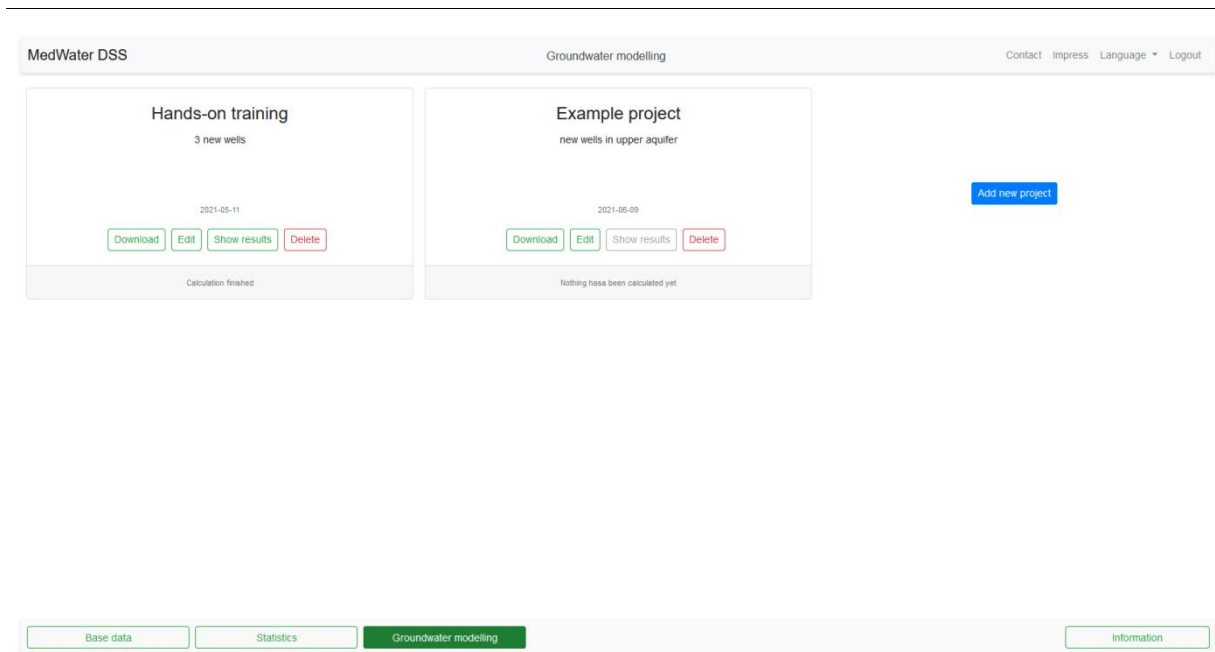 MedWater DSS
Groundwater modelling
Contact Impress Language Logout
Hands-on training
3 new wells
2021-05-11
Download Edit Show results Delete
Calculation finished
Example project
new wells in upper aquifer
2021-06-09
Download Edit Show results Delete
Nothing hasa been calculated yet
Add new project
Base data Statistics Groundwater modelling Information